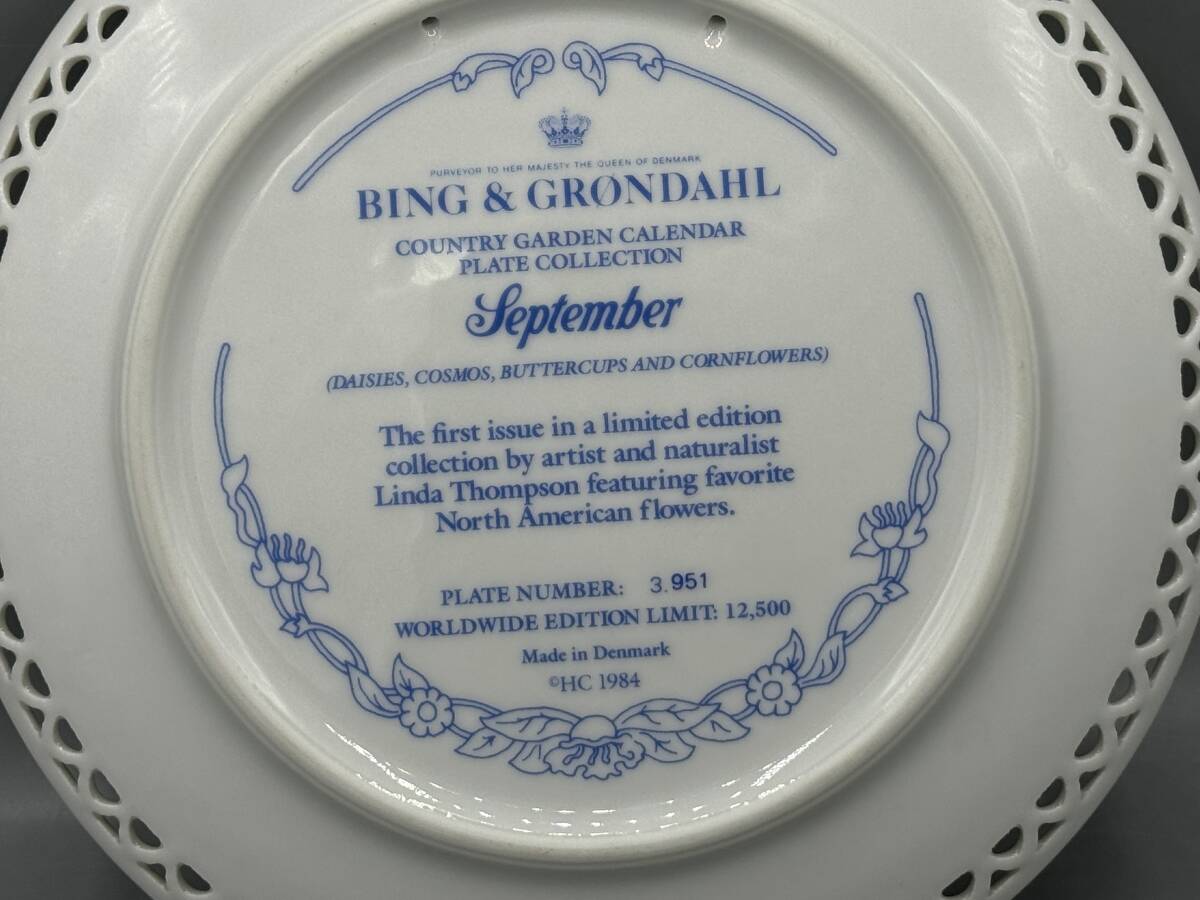 PURVEYOR TO HER MAJESTY THE QUEEN OF DENMARK
BING & GRØNDAHL
COUNTRY GARDEN CALENDAR
PLATE COLLECTION
September
(DAISIES, COSMOS, BUTTERCUPS AND CORNFLOWERS)
The first issue in a limited edition
collection by artist and naturalist
Linda Thompson featuring favorite
North American flowers.
PLATE NUMBER: 3.951
WORLDWIDE EDITION LIMIT: 12,500
Made in Denmark
©HC 1984